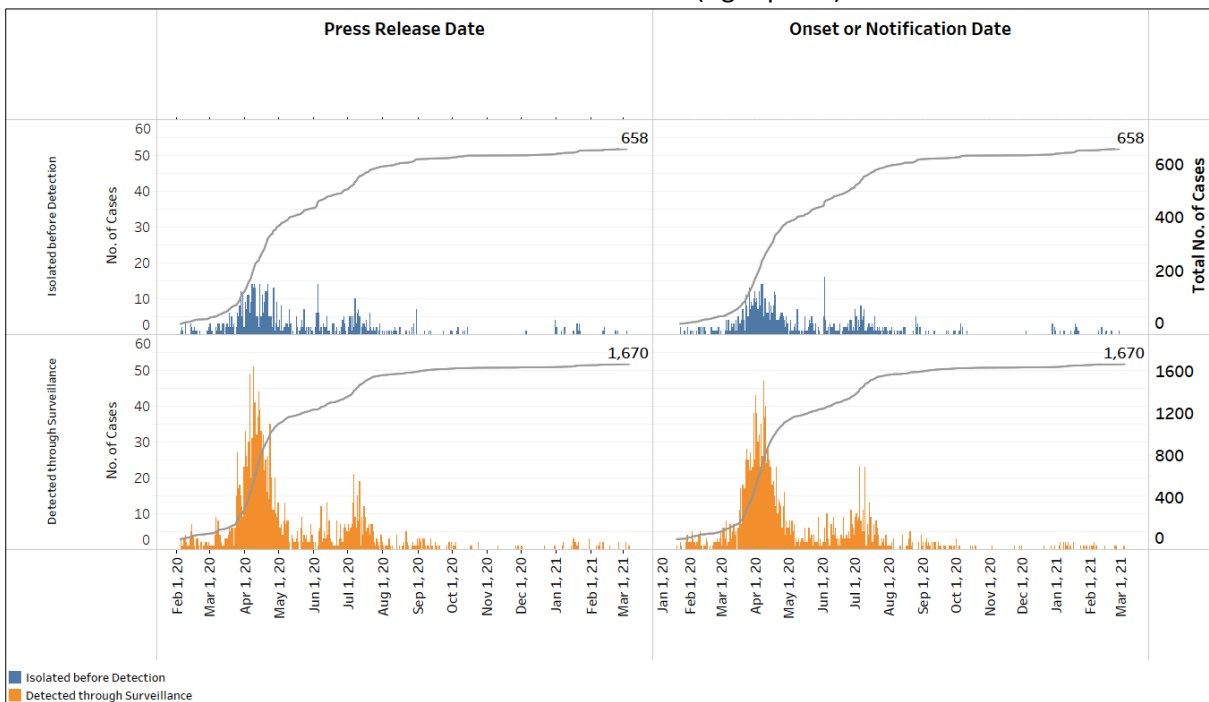 Press Release Date
Onset or Notification Date
Isolated before Detection
No. of Cases
60
50
40
30
20
10
0
658
658
600
400
200
0
Total No. of Cases
Detected through Surveillance
No. of Cases
60
50
40
30
20
10
0
1,670
1,670
1600
1200
800
400
0
Feb 1, 20
Mar 1, 20
Apr 1, 20
May 1, 20
Jun 1, 20
Jul 1, 20
Aug 1, 20
Sep 1, 20
Oct 1, 20
Nov 1, 20
Dec 1, 20
Jan 1, 21
Feb 1, 21
Mar 1, 21
Jan 1, 20
Feb 1, 20
Mar 1, 20
Apr 1, 20
May 1, 20
Jun 1, 20
Jul 1, 20
Aug 1, 20
Sep 1, 20
Oct 1, 20
Nov 1, 20
Dec 1, 20
Jan 1, 21
Feb 1, 21
Mar 1, 21
Isolated before Detection
Detected through Surveillance